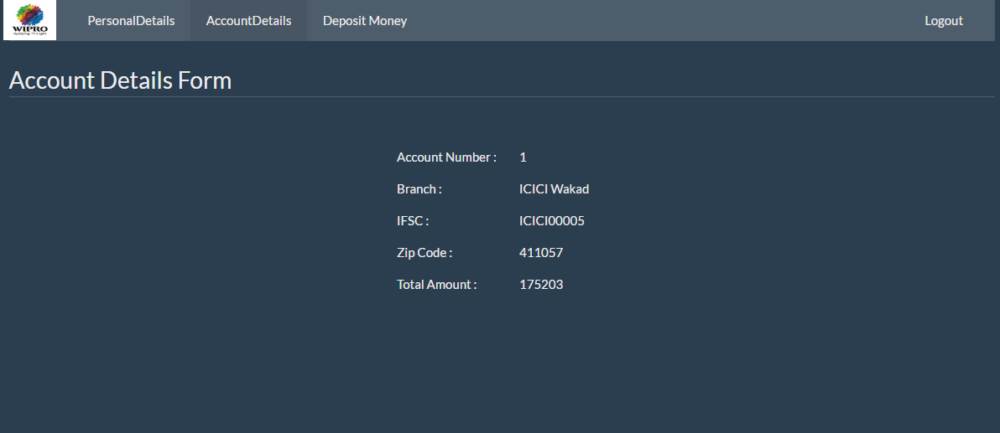 WIPRO
Applying Thought
PersonalDetails
AccountDetails
Deposit Money
Logout
Account Details Form
Account Number : 1
Branch : ICICI Wakad
IFSC : ICICI00005
Zip Code : 411057
Total Amount : 175203